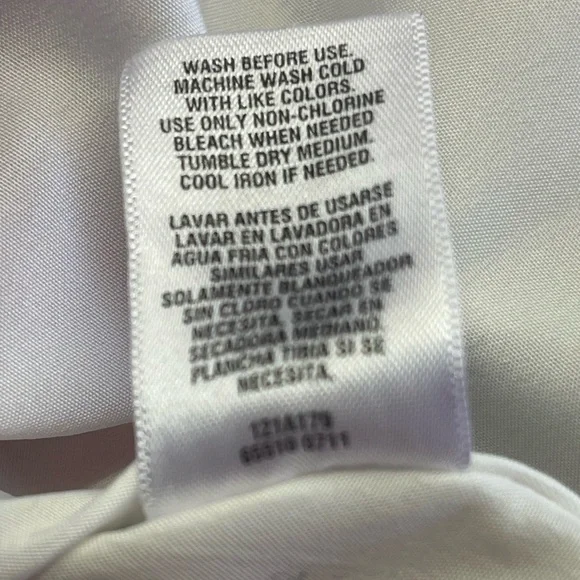 WASH BEFORE USE.
MACHINE WASH COLD
WITH LIKE COLORS.
USE ONLY NON-CHLORINE
BLEACH WHEN NEEDED
TUMBLE DRY MEDIUM.
COOL IRON IF NEEDED.
LAVAR ANTES DE USARSE
LAVAR EN LAVADORA EN
AGUA FRIA CON COLORES
SIMILARES USAR
SOLAMENTE BLANQUEADOR
SIN CLORO CUANDO SE
NECESITA. SECAR EN
SECADORA MEDIANO.
PLANCHA TIBIA SI SE
NECESITA.
121A179